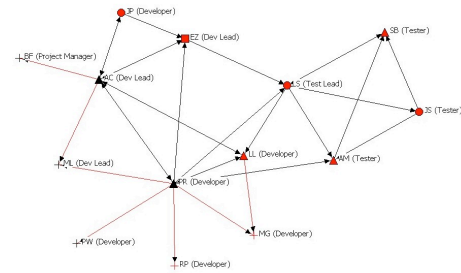 JP (Developer)
SB (Tester)
EZ (Dev Lead)
BF (Project Manager)
AC (Dev Lead)
LS (Test Lead)
JS (Tester)
LL (Developer)
AM (Tester)
ML (Dev Lead)
PR (Developer)
MG (Developer)
PW (Developer)
RP (Developer)